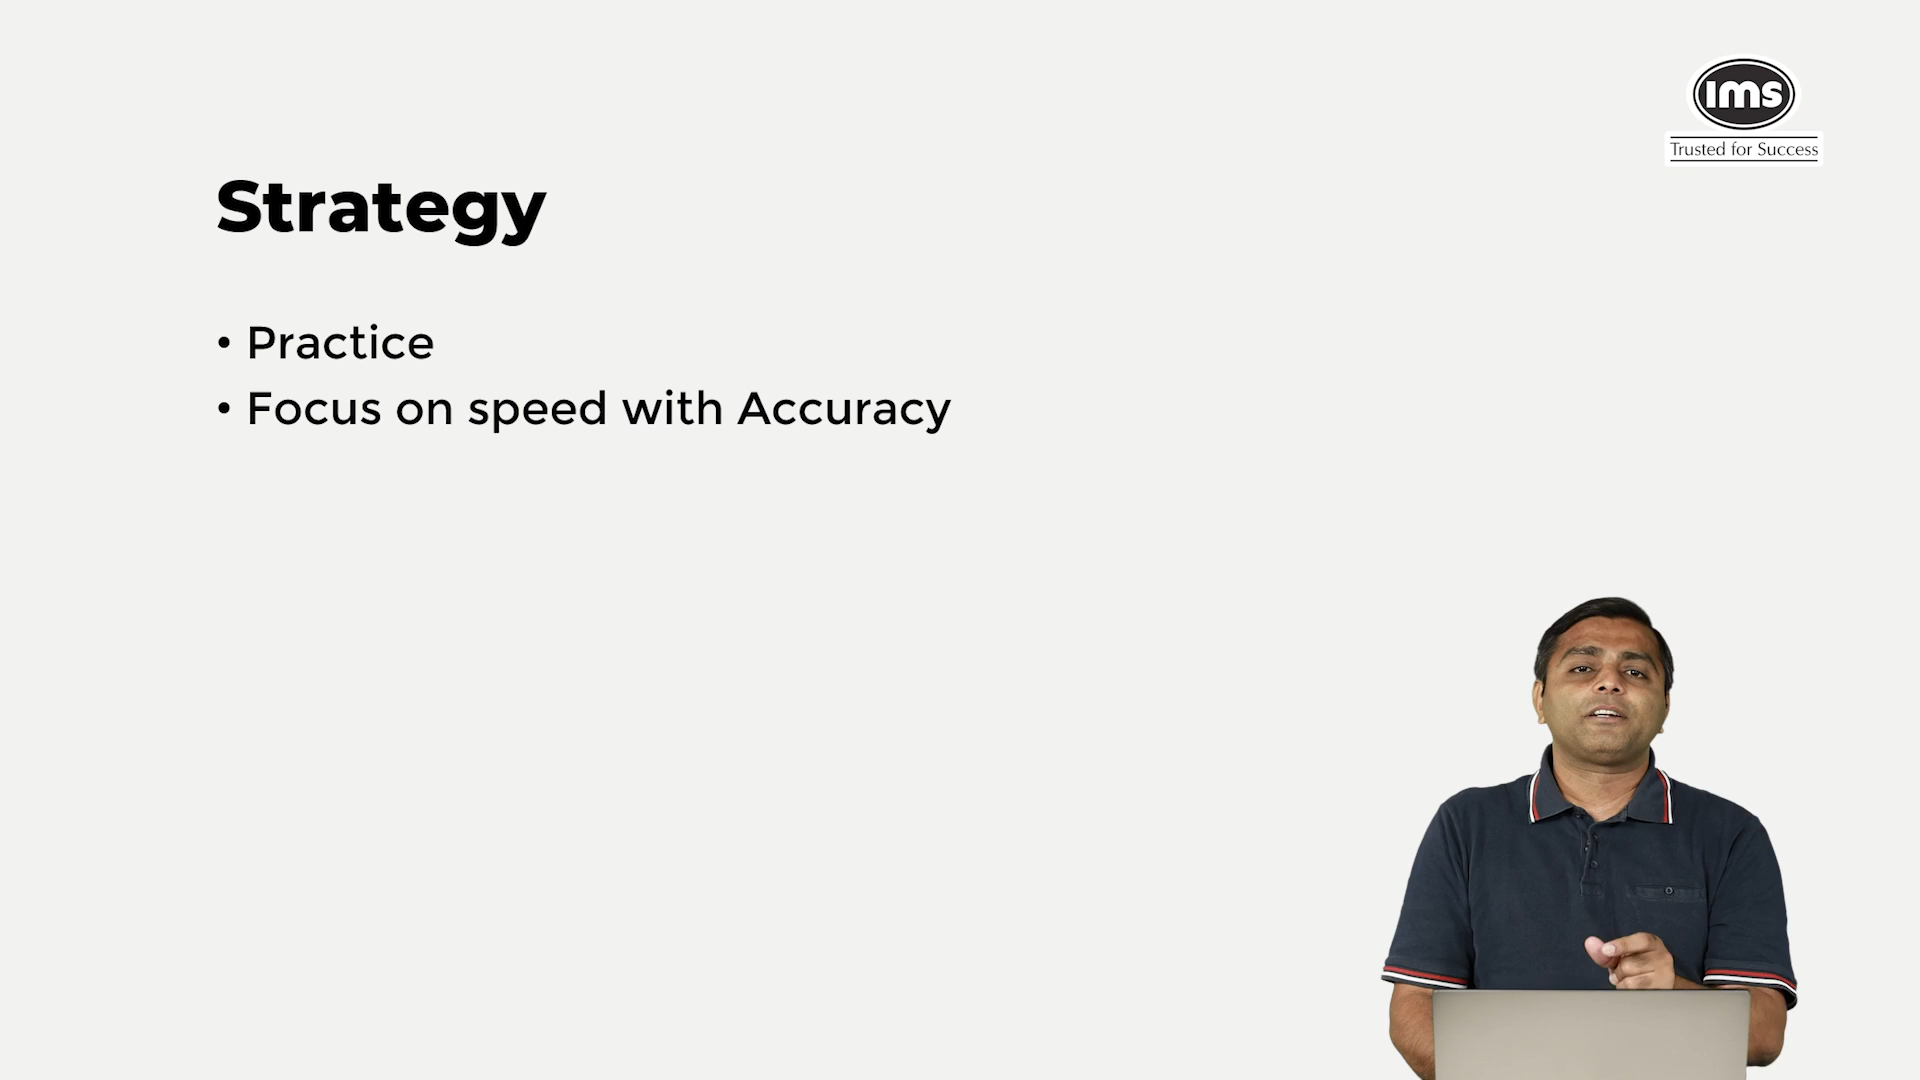 ims
Trusted for Success
Strategy
• Practice
• Focus on speed with Accuracy